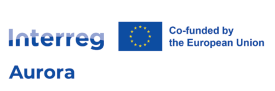 Interreg
Co-funded by
the European Union
Aurora